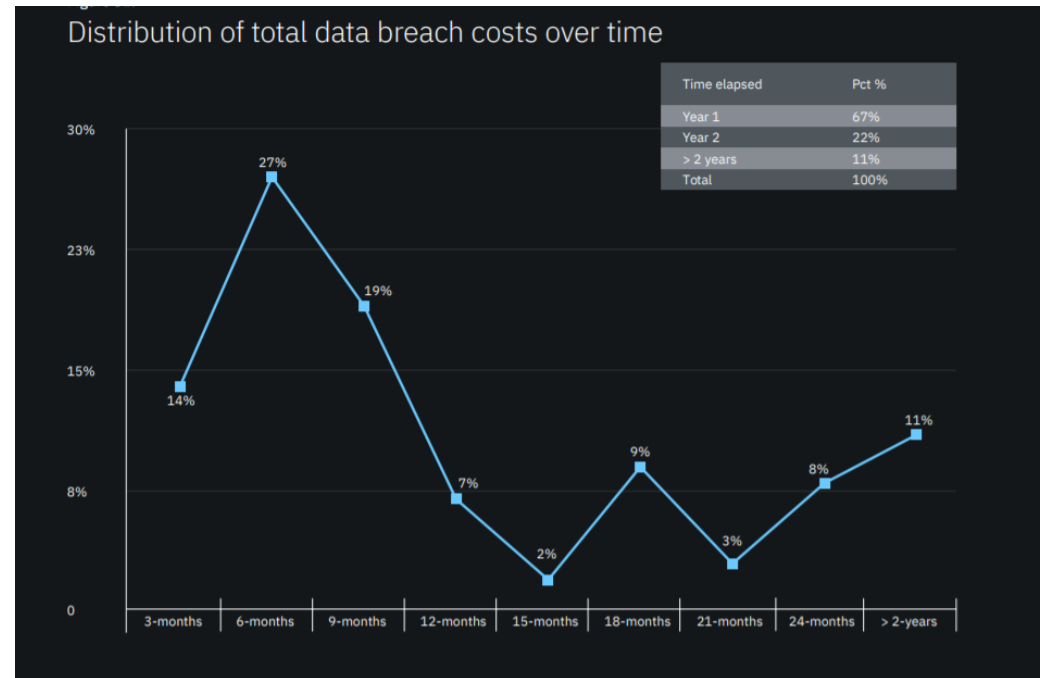 Distribution of total data breach costs over time
Time elapsed Pct %
Year 1 67%
Year 2 22%
> 2 years 11%
Total 100%
30%
27%
23%
19%
15%
14%
11%
9%
8%
8%
7%
3%
2%
0
3-months 6-months 9-months 12-months 15-months 18-months 21-months 24-months > 2-years